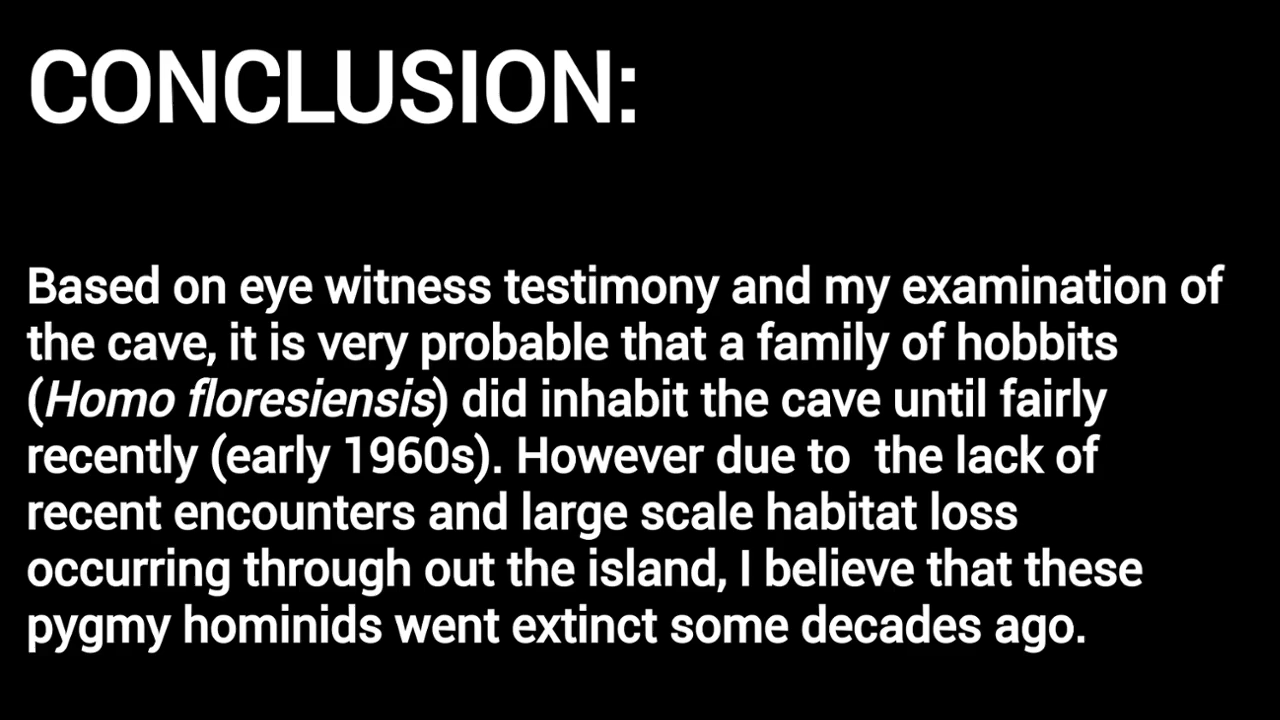 CONCLUSION:
Based on eye witness testimony and my examination of
the cave, it is very probable that a family of hobbits
(Homo floresiensis) did inhabit the cave until fairly
recently (early 1960s). However due to  the lack of
recent encounters and large scale habitat loss
occurring through out the island, I believe that these
pygmy hominids went extinct some decades ago.